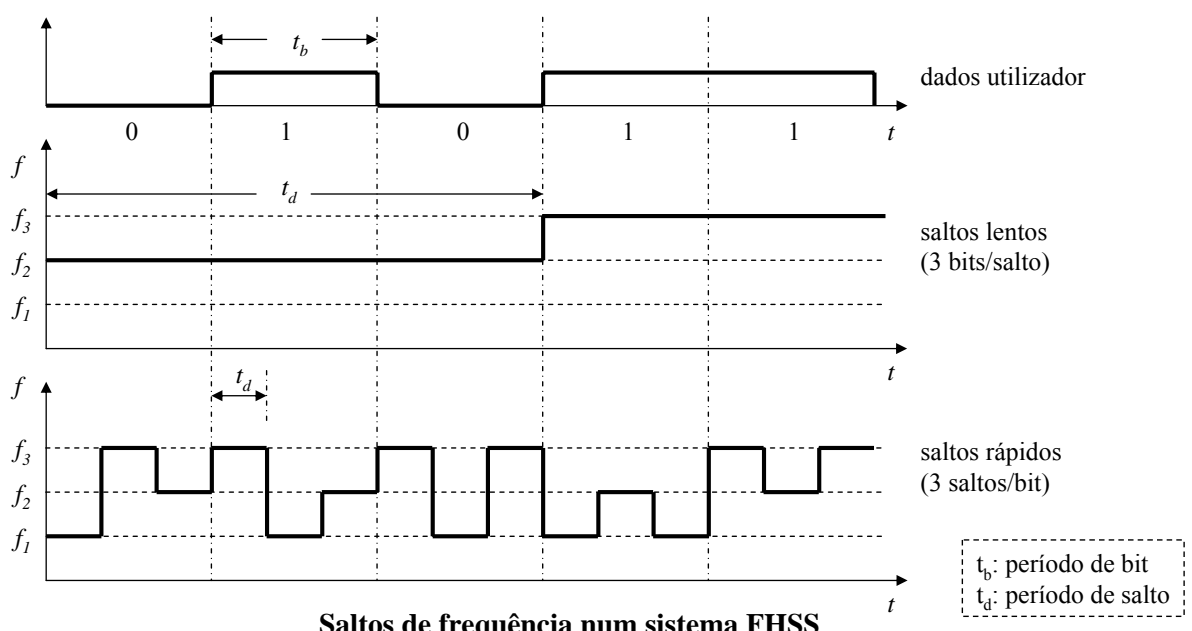 t_b
dados utilizador
0 1 0 1 1 t
f
t_d
f_3
f_2
f_1
saltos lentos
(3 bits/salto)
t
f
t_d
f_3
f_2
f_1
saltos rápidos
(3 saltos/bit)
t
t_b: período de bit
t_d: período de salto
Saltos de frequência num sistema FHSS